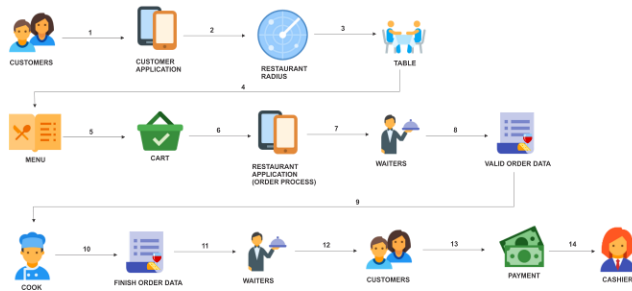 1
2
3
CUSTOMERS
CUSTOMER
APPLICATION
RESTAURANT
RADIUS
TABLE
4
5
6
7
8
MENU
CART
RESTAURANT
APPLICATION
(ORDER PROCESS)
WAITERS
VALID ORDER DATA
9
10
11
12
13
14
COOK
FINISH ORDER DATA
WAITERS
CUSTOMERS
PAYMENT
CASHIER